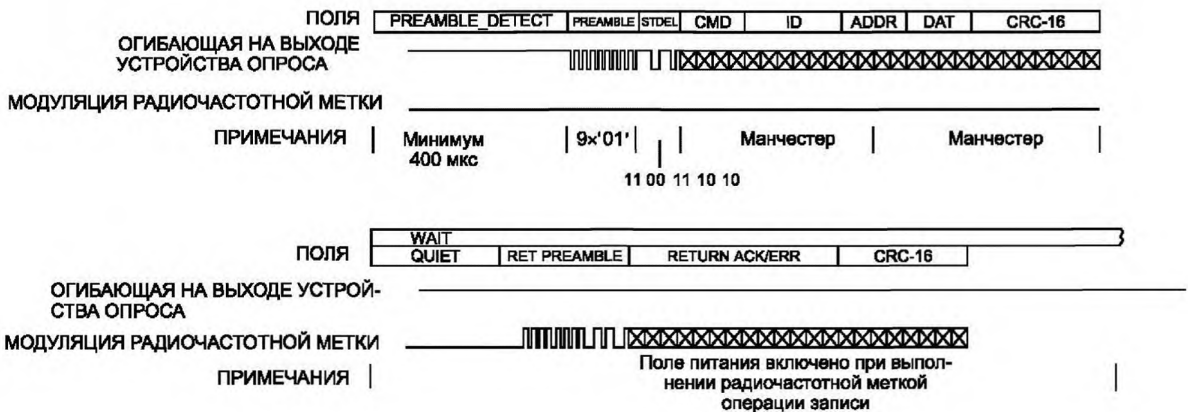 ПОЛЯ PREAMBLE_DETECT PREAMBLE STDEL CMD ID ADDR DAT CRC-16
ОГИБАЮЩАЯ НА ВЫХОДЕ
УСТРОЙСТВА ОПРОСА
МОДУЛЯЦИЯ РАДИОЧАСТОТНОЙ МЕТКИ
ПРИМЕЧАНИЯ Минимум 9×'01' Манчестер Манчестер
400 мкс
11 00 11 10 10
WAIT
ПОЛЯ QUIET RET PREAMBLE RETURN ACK/ERR CRC-16
ОГИБАЮЩАЯ НА ВЫХОДЕ УСТРОЙ-
СТВА ОПРОСА
МОДУЛЯЦИЯ РАДИОЧАСТОТНОЙ МЕТКИ
ПРИМЕЧАНИЯ
Поле питания включено при выпол-
нении радиочастотной меткой
операции записи